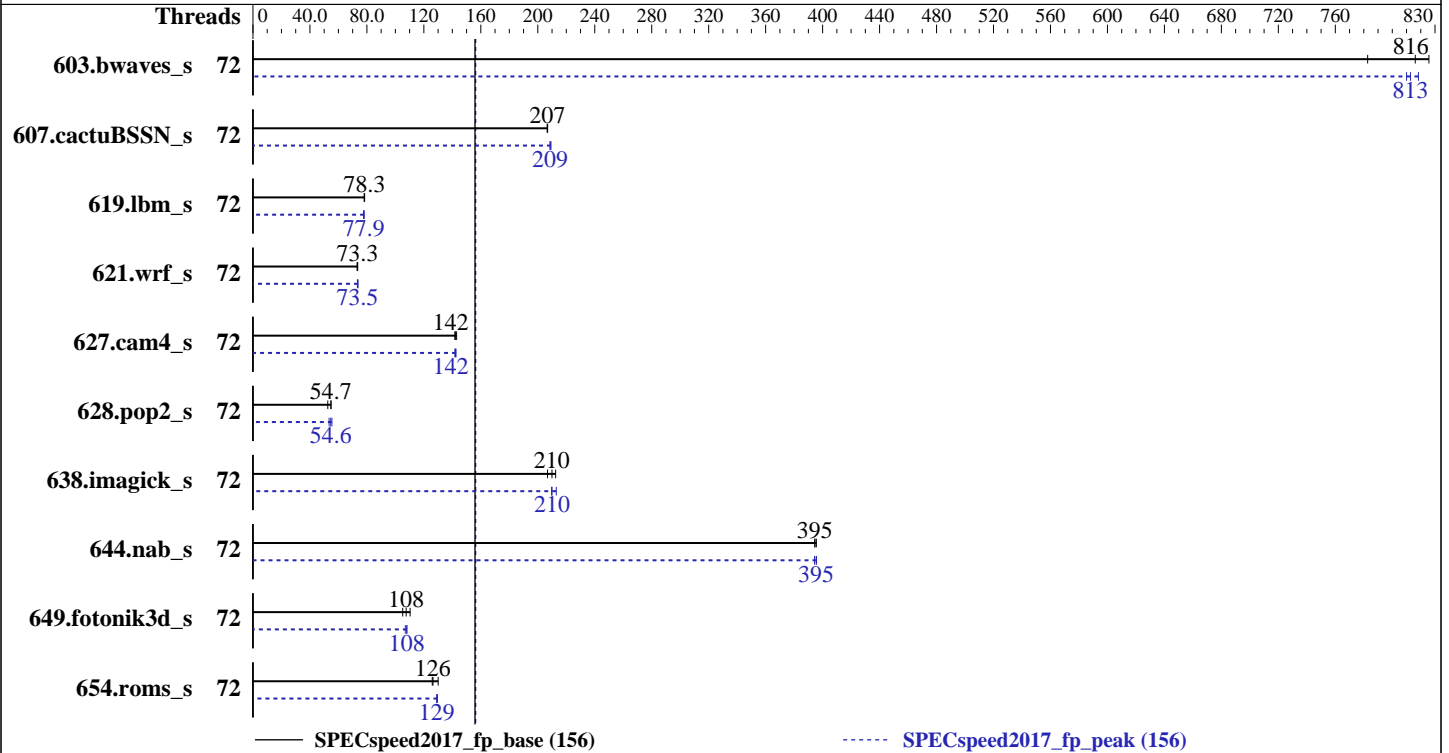 Threads 0 40.0 80.0 120 160 200 240 280 320 360 400 440 480 520 560 600 640 680 720 760 830
816
603.bwaves_s 72
813
207
607.cactuBSSN_s 72
209
78.3
619.lbm_s 72
77.9
73.3
621.wrf_s 72
73.5
142
627.cam4_s 72
142
54.7
628.pop2_s 72
54.6
210
638.imagick_s 72
210
395
644.nab_s 72
395
108
649.fotonik3d_s 72
108
126
654.roms_s 72
129
SPECspeed2017_fp_base (156) SPECspeed2017_fp_peak (156)